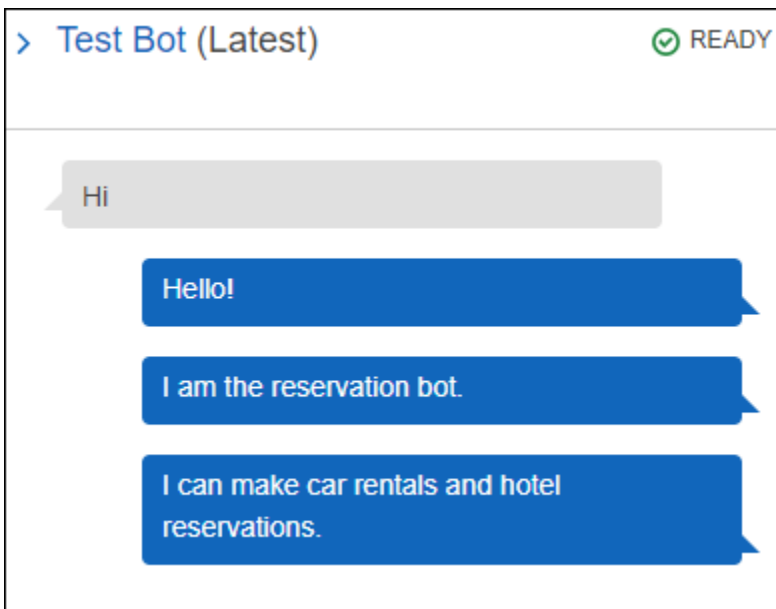 Test Bot (Latest)
READY
Hi
Hello!
I am the reservation bot.
I can make car rentals and hotel
reservations.